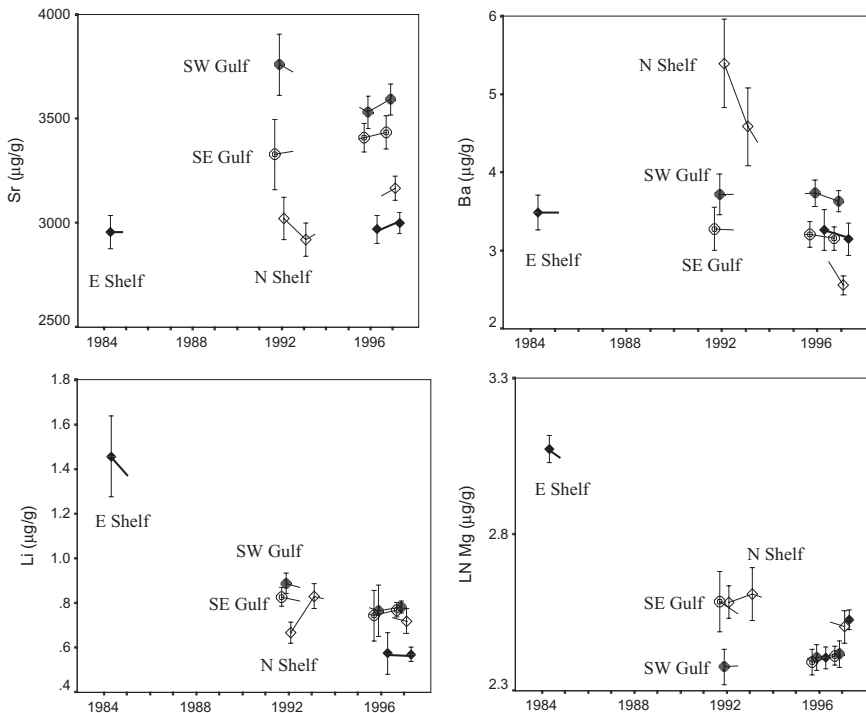 4000
3500
3000
2500
Sr (µg/g)
SW Gulf
SE Gulf
E Shelf
N Shelf
1984 1988 1992 1996
6
5
4
3
2
Ba (µg/g)
N Shelf
SW Gulf
SE Gulf
E Shelf
1984 1988 1992 1996
1.8
1.6
1.4
1.2
1.0
.8
.6
.4
Li (µg/g)
E Shelf
SW Gulf
SE Gulf
N Shelf
1984 1988 1992 1996
3.3
2.8
2.3
LN Mg (µg/g)
E Shelf
N Shelf
SE Gulf
SW Gulf
1984 1988 1992 1996